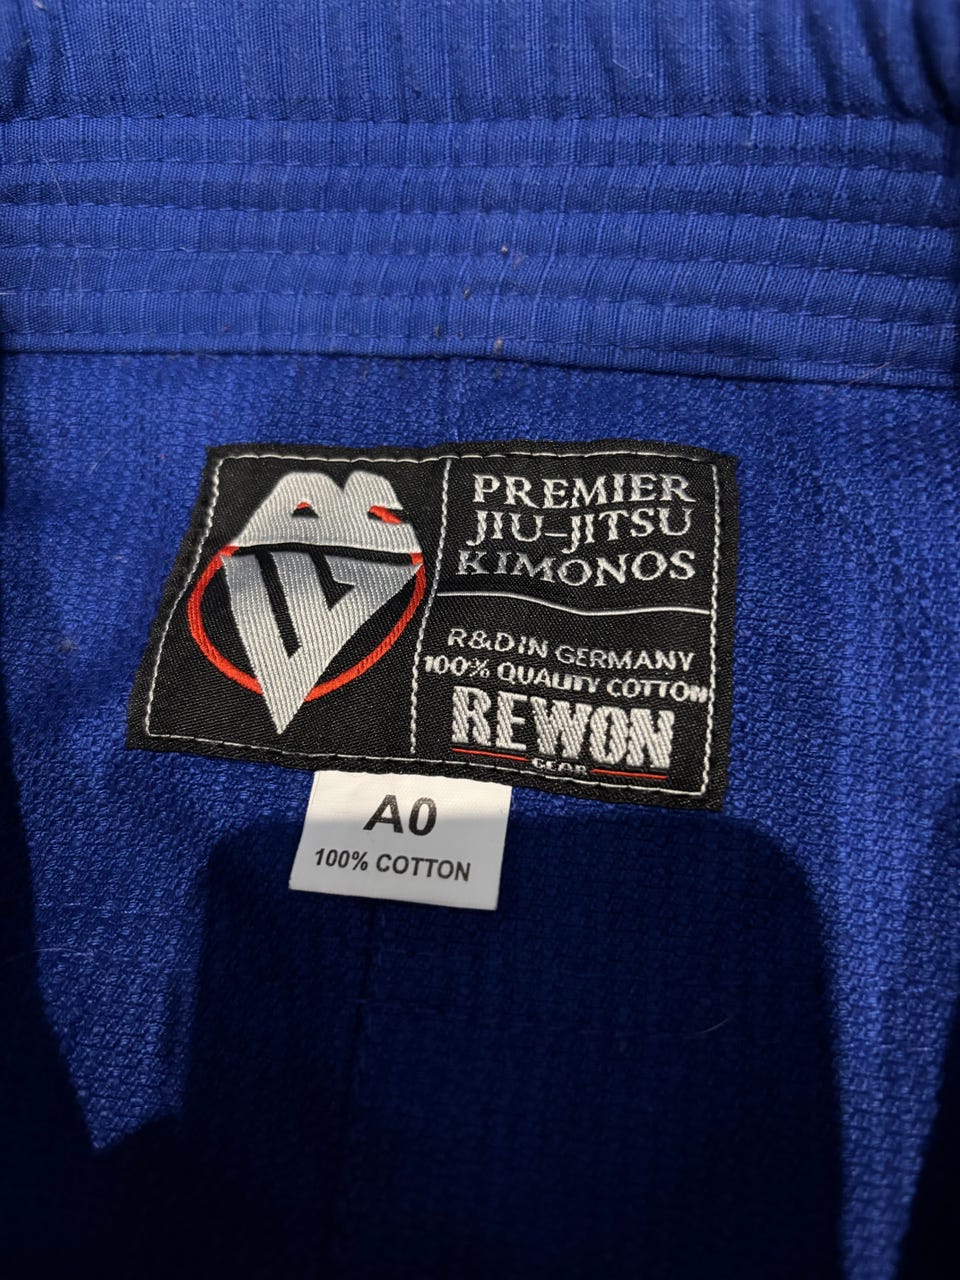 PREMIER
JIU-JITSU
KIMONOS
R&D IN GERMANY
100% QUALITY COTTON
REWON
GEAR
A0
100% COTTON